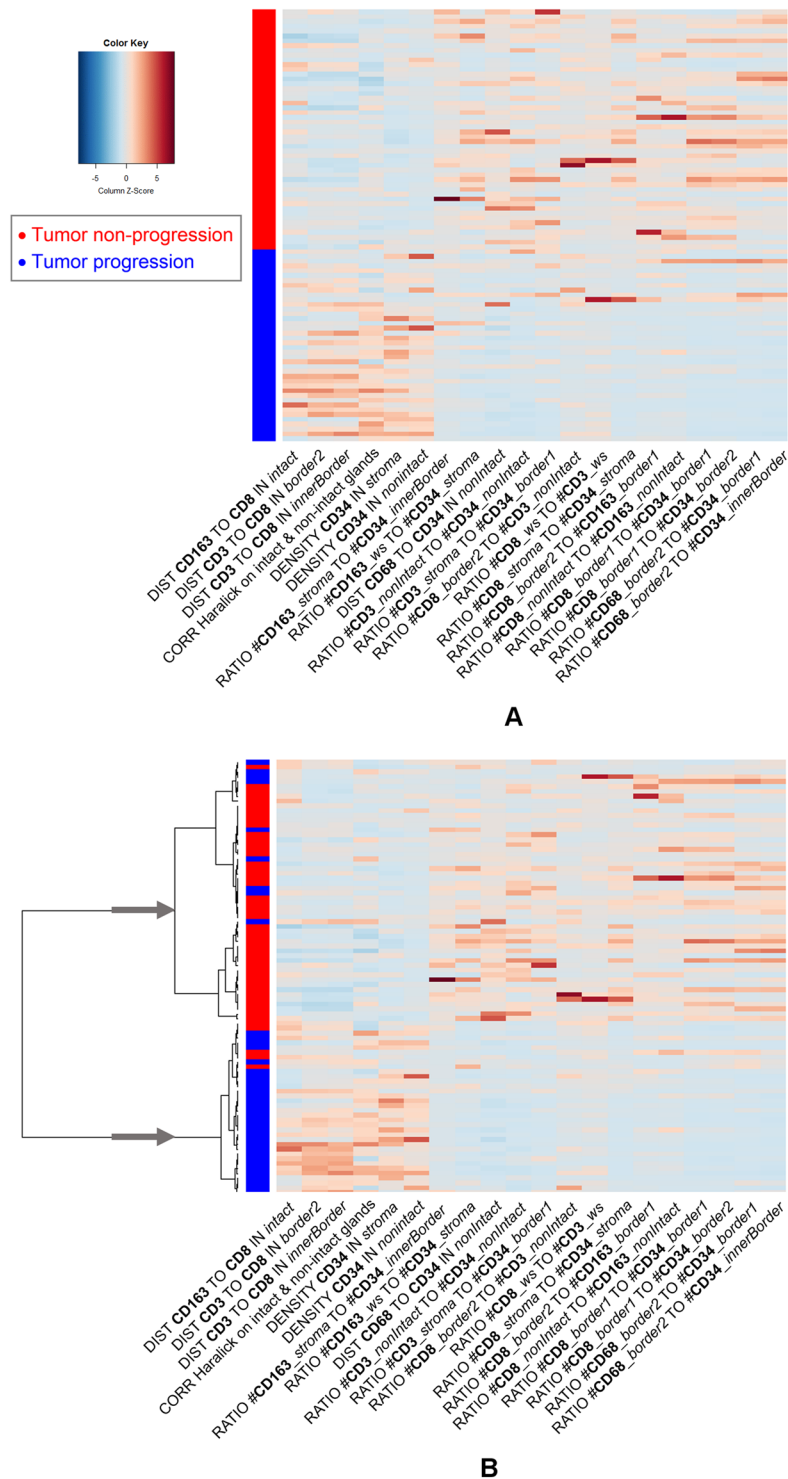 Color Key
-5 0 5
Column Z-Score
Tumor non-progression
Tumor progression
DIST CD163 TO CD8 IN intact
DIST CD3 TO CD8 IN border2
DIST CD3 TO CD8 IN innerBorder
CORR Haralick on intact & non-intact glands
DENSITY CD34 IN stroma
DENSITY CD34 IN nonintact
RATIO #CD163_stroma TO #CD34_innerBorder
RATIO #CD163_ws TO #CD34_stroma
DIST CD68 TO CD34 IN nonIntact
RATIO #CD3_nonIntact TO #CD34_nonIntact
RATIO #CD3_stroma TO #CD34_border1
RATIO #CD8_border2 TO #CD3_nonIntact
RATIO #CD8_ws TO #CD3_ws
RATIO #CD8_stroma TO #CD34_stroma
RATIO #CD8_border2 TO #CD163_border1
RATIO #CD8_nonIntact TO #CD163_nonIntact
RATIO #CD8_border1 TO #CD34_border1
RATIO #CD8_border1 TO #CD34_border2
RATIO #CD68_border2 TO #CD34_border1
RATIO #CD68_border2 TO #CD34_innerBorder
A
DIST CD163 TO CD8 IN intact
DIST CD3 TO CD8 IN border2
DIST CD3 TO CD8 IN innerBorder
CORR Haralick on intact & non-intact glands
DENSITY CD34 IN stroma
DENSITY CD34 IN nonintact
RATIO #CD163_stroma TO #CD34_innerBorder
RATIO #CD163_ws TO #CD34_stroma
DIST CD68 TO CD34 IN nonIntact
RATIO #CD3_nonIntact TO #CD34_nonIntact
RATIO #CD3_stroma TO #CD34_border1
RATIO #CD8_border2 TO #CD3_nonIntact
RATIO #CD8_ws TO #CD3_ws
RATIO #CD8_stroma TO #CD34_stroma
RATIO #CD8_border2 TO #CD163_border1
RATIO #CD8_nonIntact TO #CD163_nonIntact
RATIO #CD8_border1 TO #CD34_border1
RATIO #CD8_border1 TO #CD34_border2
RATIO #CD68_border2 TO #CD34_border1
RATIO #CD68_border2 TO #CD34_innerBorder
B